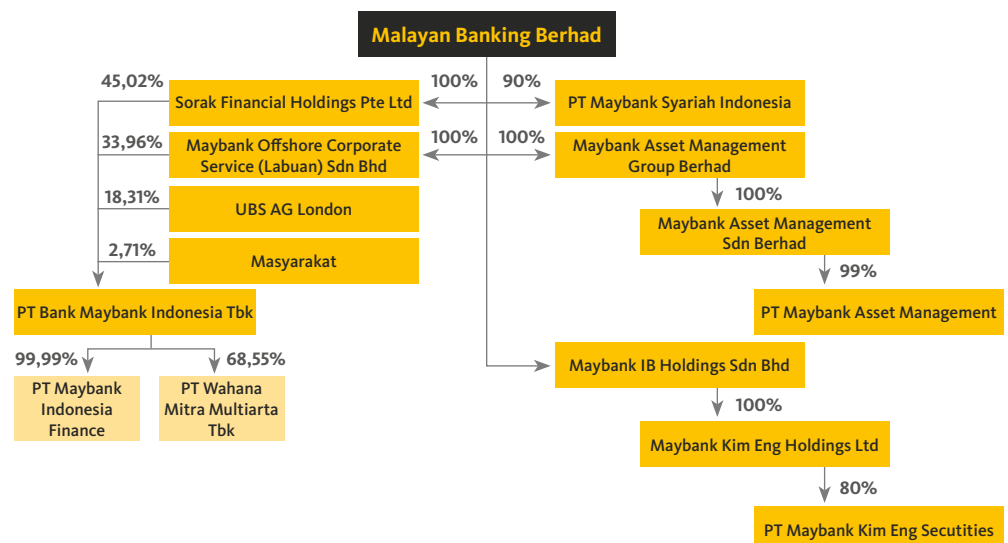 Malayan Banking Berhad
45,02%
100%
90%
Sorak Financial Holdings Pte Ltd
PT Maybank Syariah Indonesia
33,96%
Maybank Offshore Corporate
Service (Labuan) Sdn Bhd
100%
100%
Maybank Asset Management
Group Berhad
100%
18,31%
UBS AG London
Maybank Asset Management
Sdn Berhad
2,71%
Masyarakat
99%
PT Bank Maybank Indonesia Tbk
PT Maybank Asset Management
99,99%
68,55%
PT Maybank
Indonesia
Finance
PT Wahana
Mitra Multiarta
Tbk
Maybank IB Holdings Sdn Bhd
100%
Maybank Kim Eng Holdings Ltd
80%
PT Maybank Kim Eng Secutities